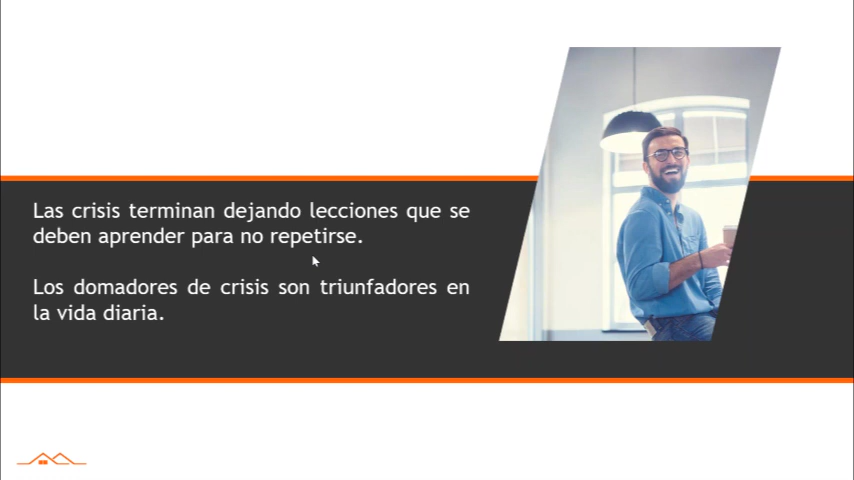 Las crisis terminan dejando lecciones que se
deben aprender para no repetirse.
Los domadores de crisis son triunfadores en
la vida diaria.